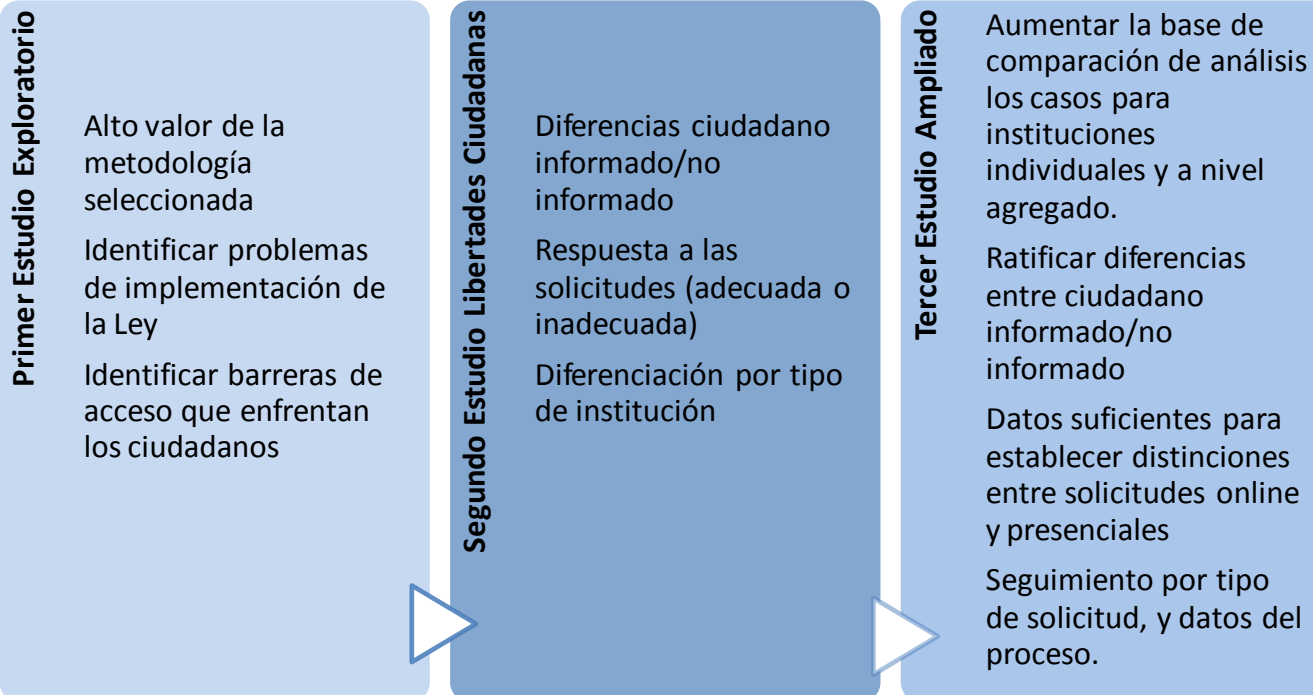 Primer Estudio Exploratorio
Alto valor de la
metodología
seleccionada
Identificar problemas
de implementación de
la Ley
Identificar barreras de
acceso que enfrentan
los ciudadanos
Segundo Estudio Libertades Ciudadanas
Diferencias ciudadano
informado/no
informado
Respuesta a las
solicitudes (adecuada o
inadecuada)
Diferenciación por tipo
de institución
Tercer Estudio Ampliado
Aumentar la base de
comparación de análisis
los casos para
instituciones
individuales y a nivel
agregado.
Ratificar diferencias
entre ciudadano
informado/no
informado
Datos suficientes para
establecer distinciones
entre solicitudes online
y presenciales
Seguimiento por tipo
de solicitud, y datos del
proceso.